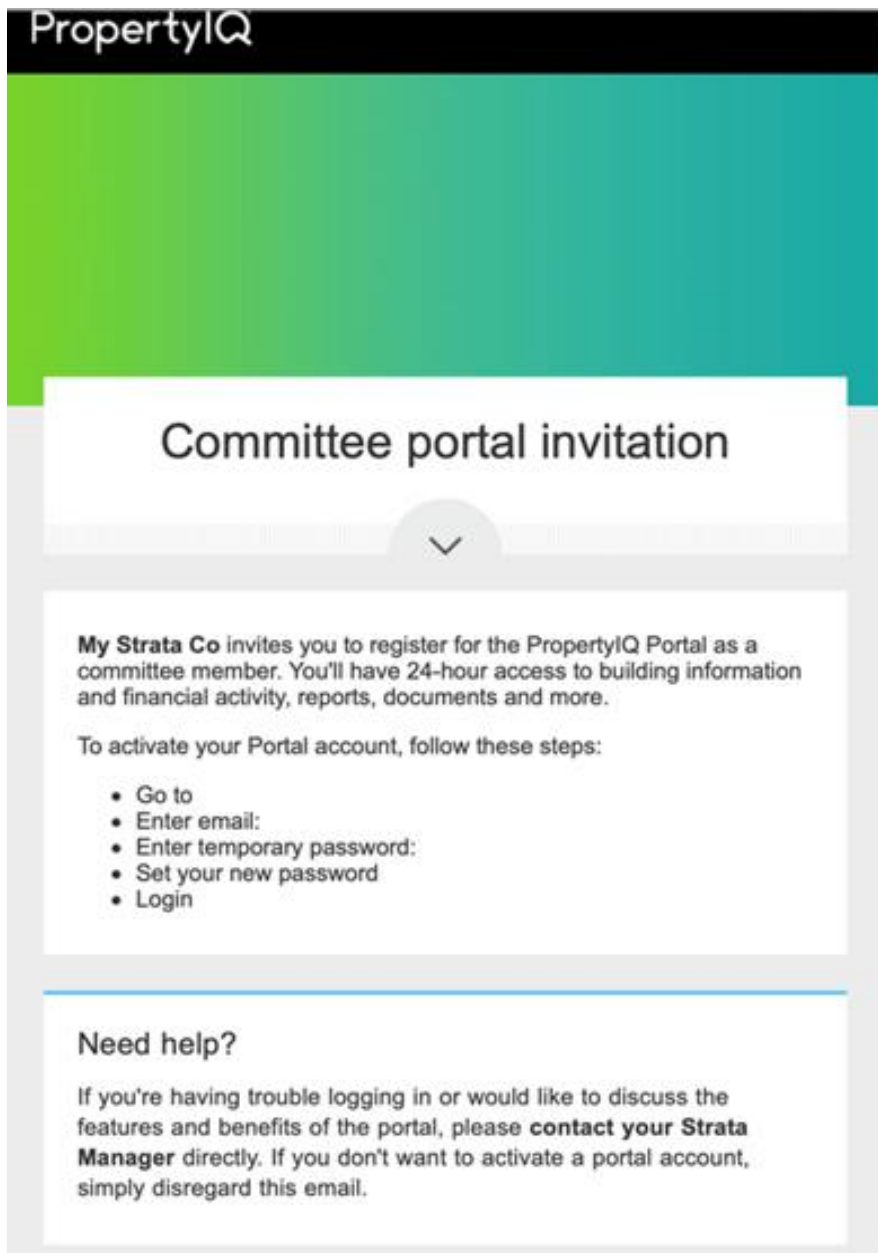 PropertyIQ
Committee portal invitation
My Strata Co invites you to register for the PropertyIQ Portal as a
committee member. You'll have 24-hour access to building information
and financial activity, reports, documents and more.
To activate your Portal account, follow these steps:
• Go to
• Enter email:
• Enter temporary password:
• Set your new password
• Login
Need help?
If you're having trouble logging in or would like to discuss the
features and benefits of the portal, please contact your Strata
Manager directly. If you don't want to activate a portal account,
simply disregard this email.